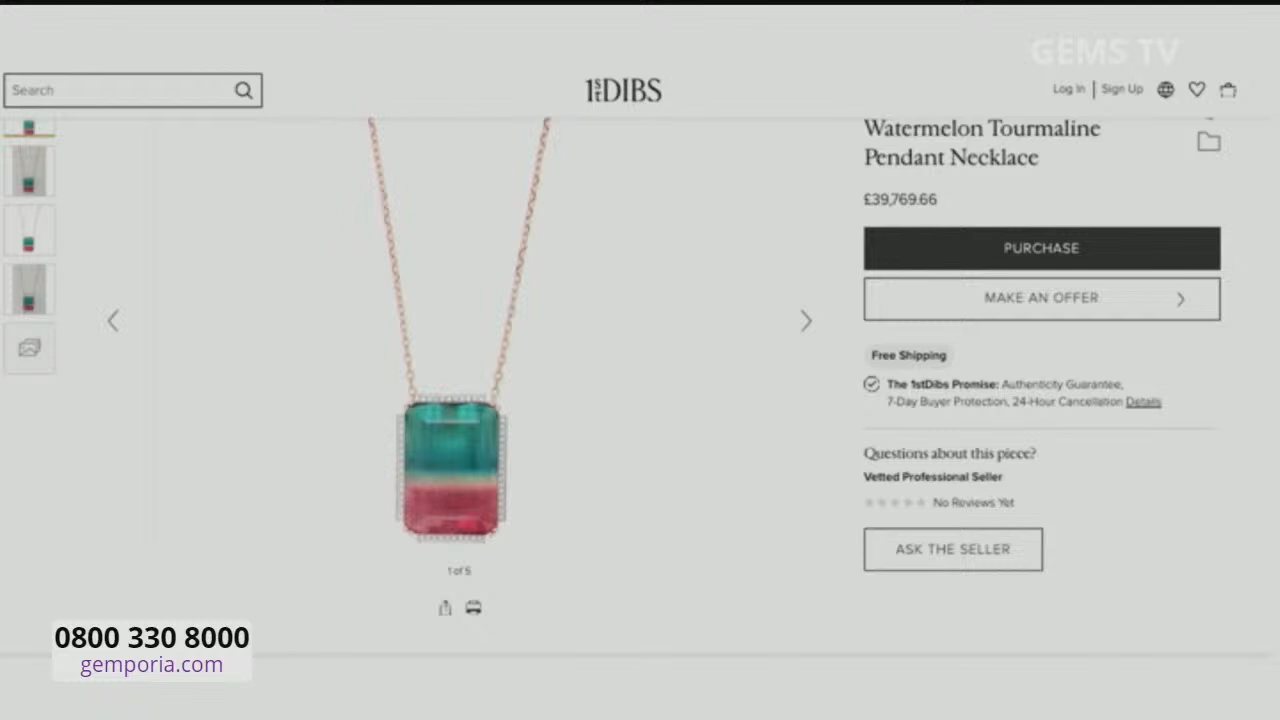 GEMS TV
Search
1stDIBS
Log In | Sign Up
Watermelon Tourmaline
Pendant Necklace
£39,769.66
PURCHASE
MAKE AN OFFER
Free Shipping
The 1stDibs Promise: Authenticity Guarantee,
7-Day Buyer Protection, 24-Hour Cancellation Details
Questions about this piece?
Vetted Professional Seller
No Reviews Yet
ASK THE SELLER
1 of 5
0800 330 8000
gemporia.com